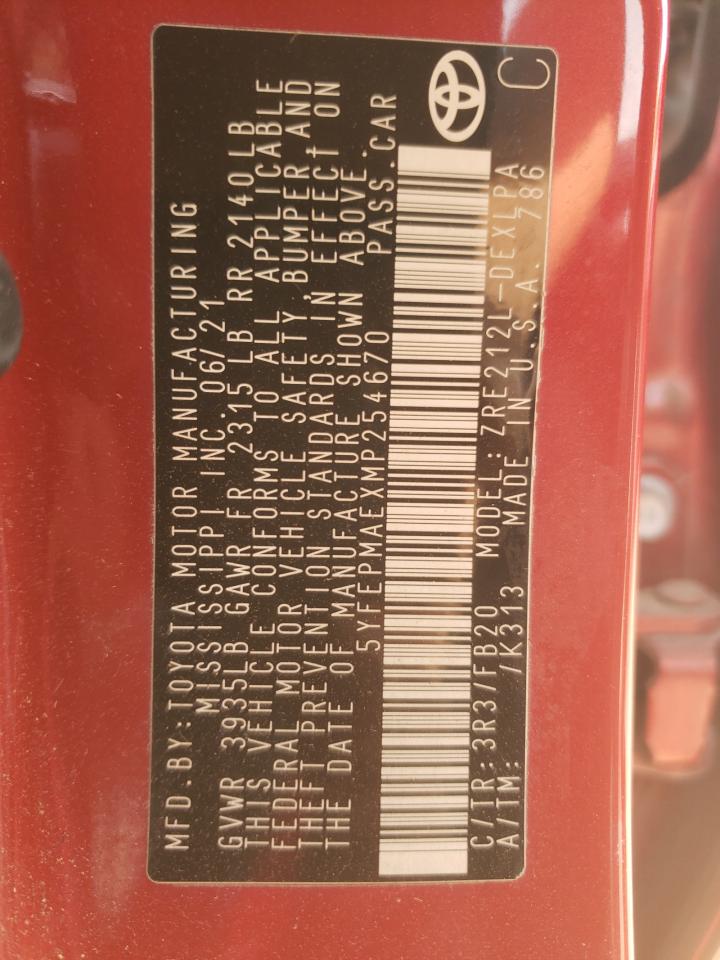 MFD.BY:TOYOTA MOTOR MANUFACTURING
MISSISSIPPI INC. 06/21
GVWR 3935LB GAWR FR 2315 LB RR 2140LB
THIS VEHICLE CONFORMS TO ALL APPLICABLE
FEDERAL MOTOR VEHICLE SAFETY, BUMPER AND
THEFT PREVENTION STANDARDS IN EFFECT ON
THE DATE OF MANUFACTURE SHOWN ABOVE.
5YFEPMAEXMP254670 PASS.CAR
C/TR:3R3/FB20 MODEL:ZRE212L-DEXLPA
A/TM: /K313 MADE IN U.S.A. 786
C